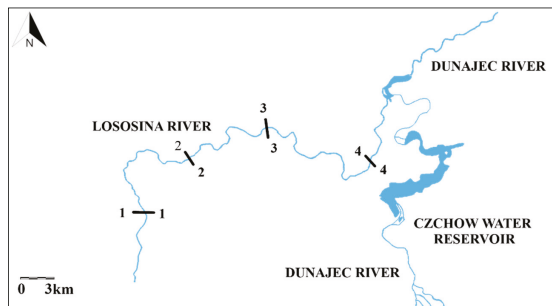 N
DUNAJEC RIVER
3
LOSOSINA RIVER
3
2
2
4
4
1 1
CZCHOW WATER
RESERVOIR
DUNAJEC RIVER
0 3km